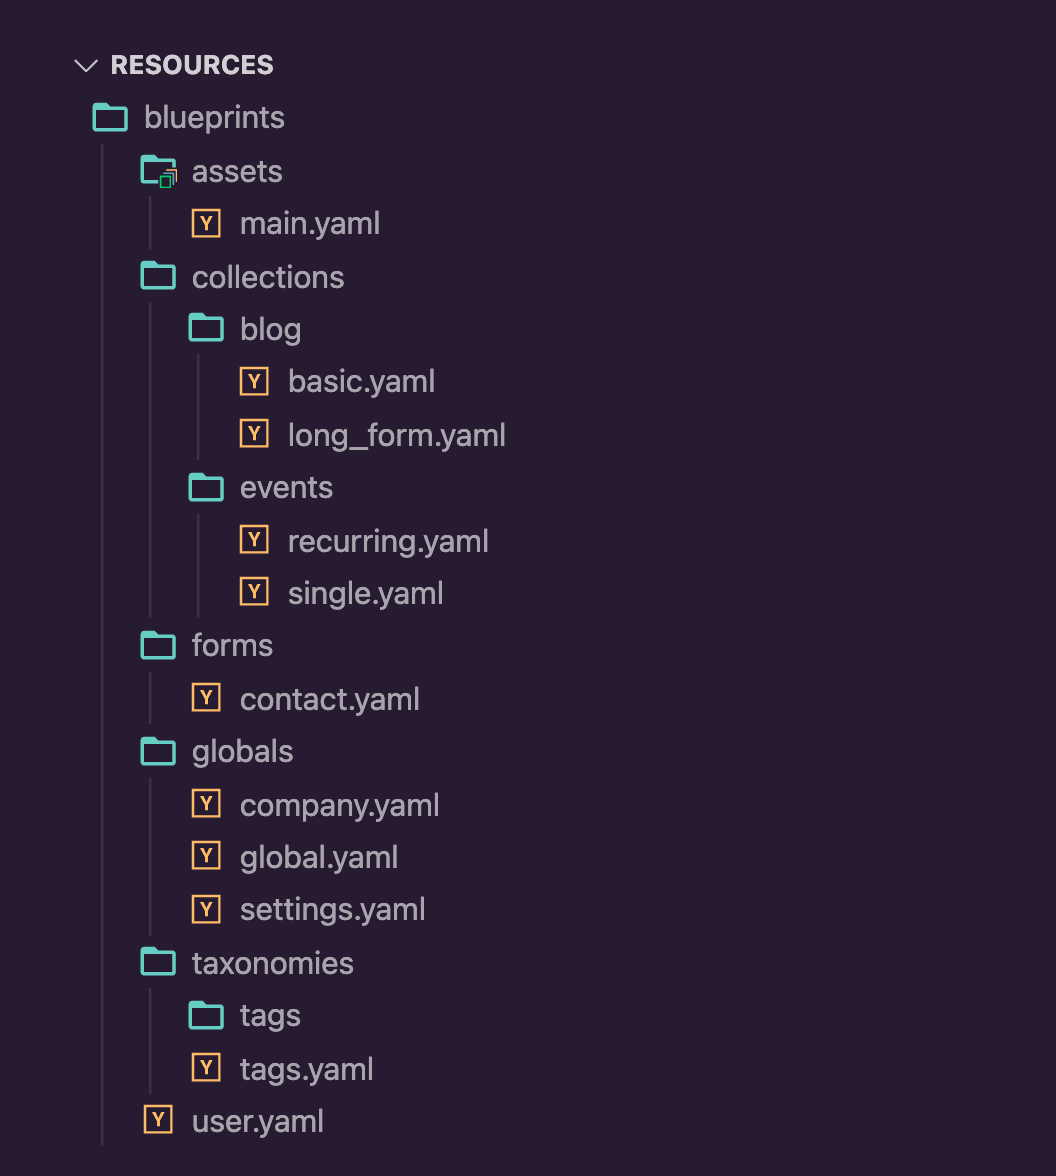 RESOURCES
blueprints
assets
Y main.yaml
collections
blog
Y basic.yaml
Y long_form.yaml
events
Y recurring.yaml
Y single.yaml
forms
Y contact.yaml
globals
Y company.yaml
Y global.yaml
Y settings.yaml
taxonomies
tags
Y tags.yaml
Y user.yaml